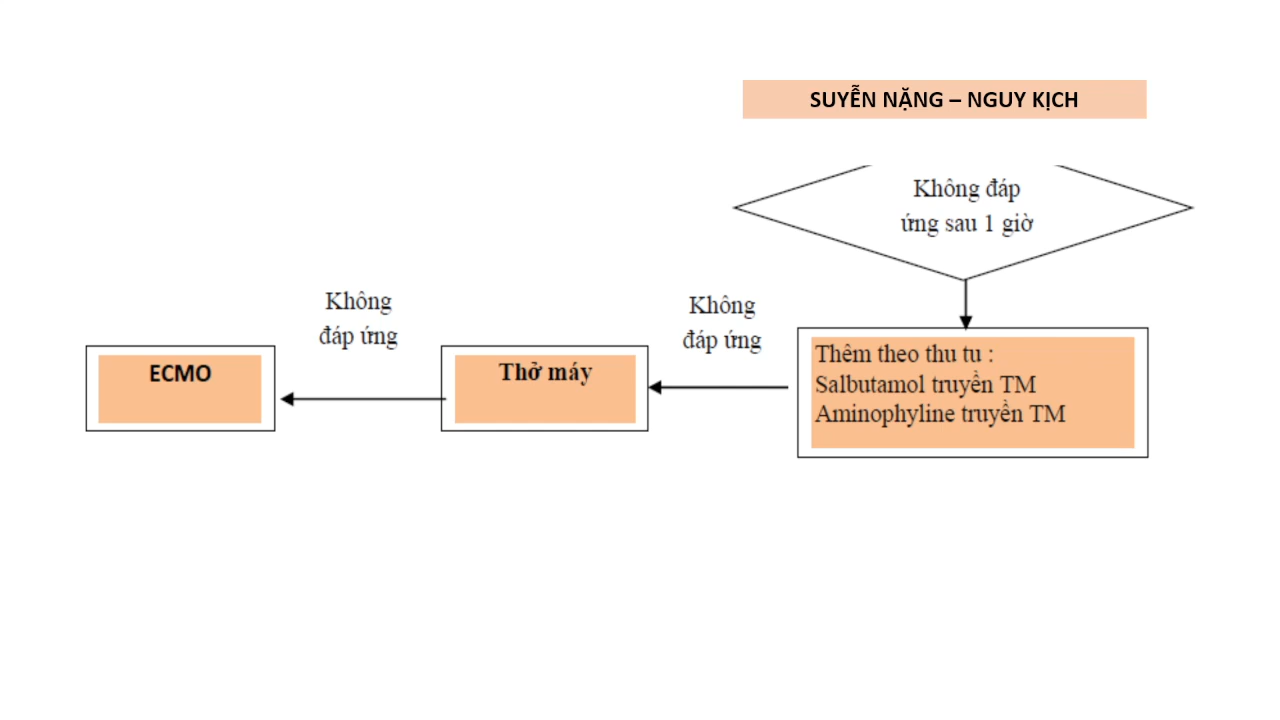 SUYỄN NẶNG – NGUY KỊCH
Không đáp
ứng sau 1 giờ
Không
đáp ứng
Không
đáp ứng
ECMO
Thở máy
Thêm theo thu tu :
Salbutamol truyền TM
Aminophyline truyền TM